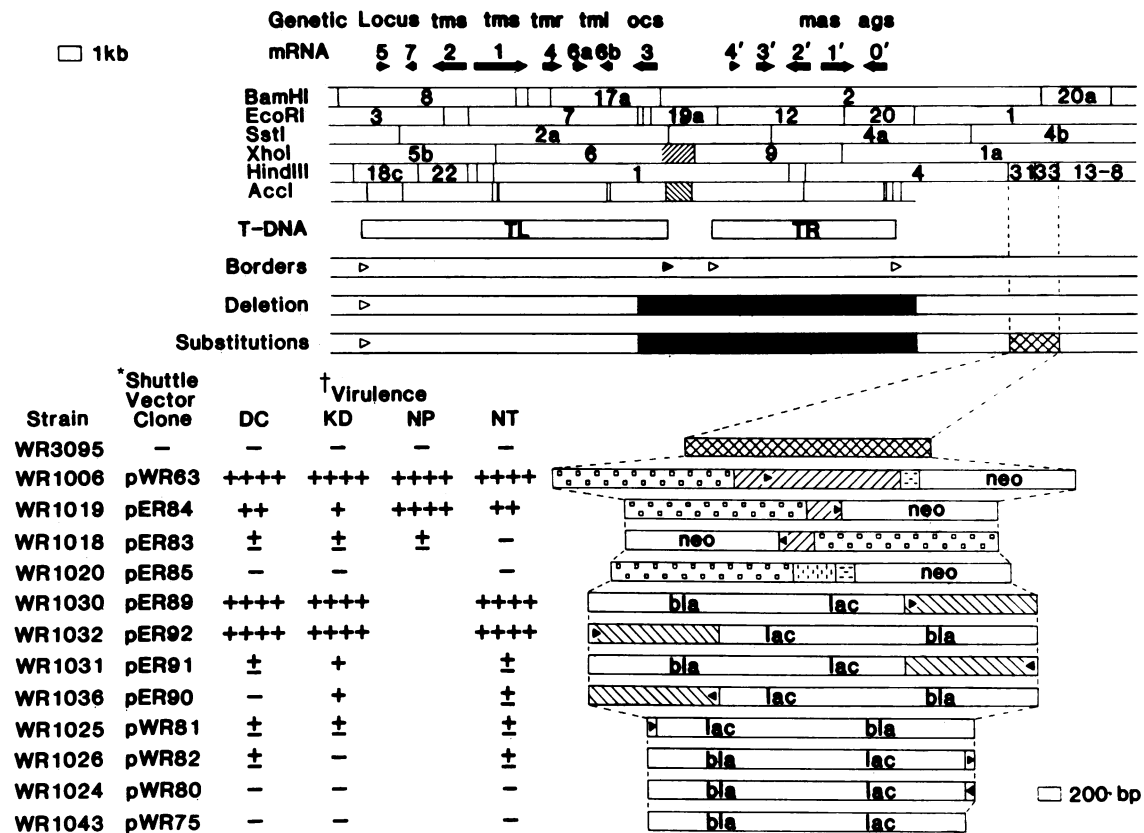 Genetic Locus tms tms tmr tml ocs mas ags
1kb mRNA 5 7 2 1 4 6a 6b 3 4' 3' 2' 1' 0'
BamHI 8 17a 2 20a
EcoRI 3 7 19a 12 20 1
SstI 2a 4a 4b
XhoI 5b 6 9 1a
HindIII 18c 22 1 4 3 1 33 13-8
AccI
T-DNA TL TR
Borders
Deletion
Substitutions
*Shuttle †Virulence
Vector
Strain Clone DC KD NP NT
WR3095 – – – – –
WR1006 pWR63 ++++ ++++ ++++ ++++ neo
WR1019 pER84 ++ + ++++ ++ neo
WR1018 pER83 ± ± ± – neo
WR1020 pER85 – – – neo
WR1030 pER89 ++++ ++++ ++++ bla lac
WR1032 pER92 ++++ ++++ ++++ lac bla
WR1031 pER91 ± + ± bla lac
WR1036 pER90 – + ± lac bla
WR1025 pWR81 ± ± ± lac bla
WR1026 pWR82 ± – ± bla lac
WR1024 pWR80 – – – bla lac 200 bp
WR1043 pWR75 – – – bla lac